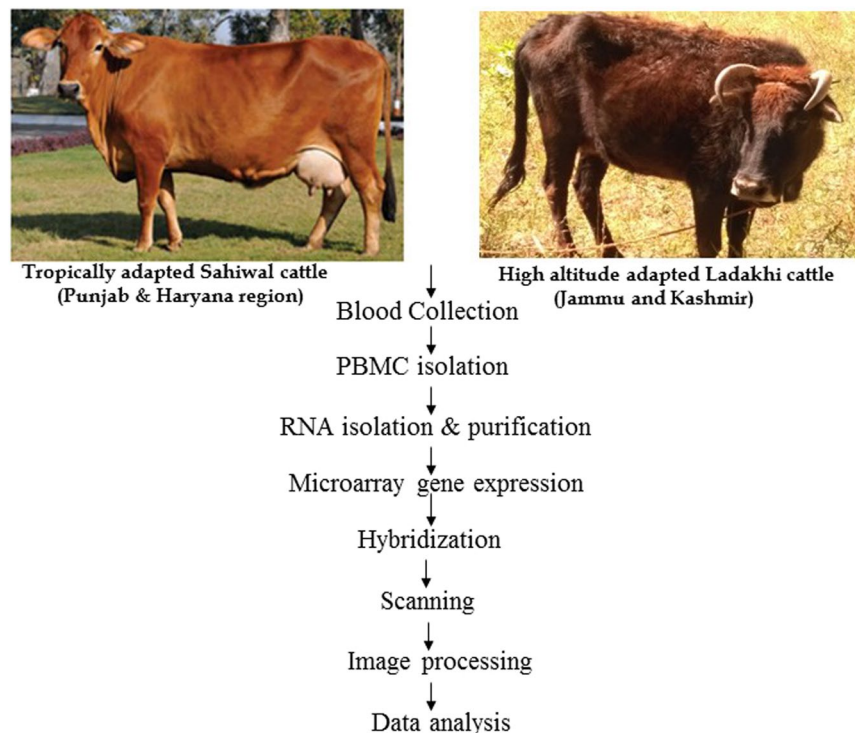 Tropically adapted Sahiwal cattle
(Punjab & Haryana region)
High altitude adapted Ladakhi cattle
(Jammu and Kashmir)
Blood Collection
PBMC isolation
RNA isolation & purification
Microarray gene expression
Hybridization
Scanning
Image processing
Data analysis